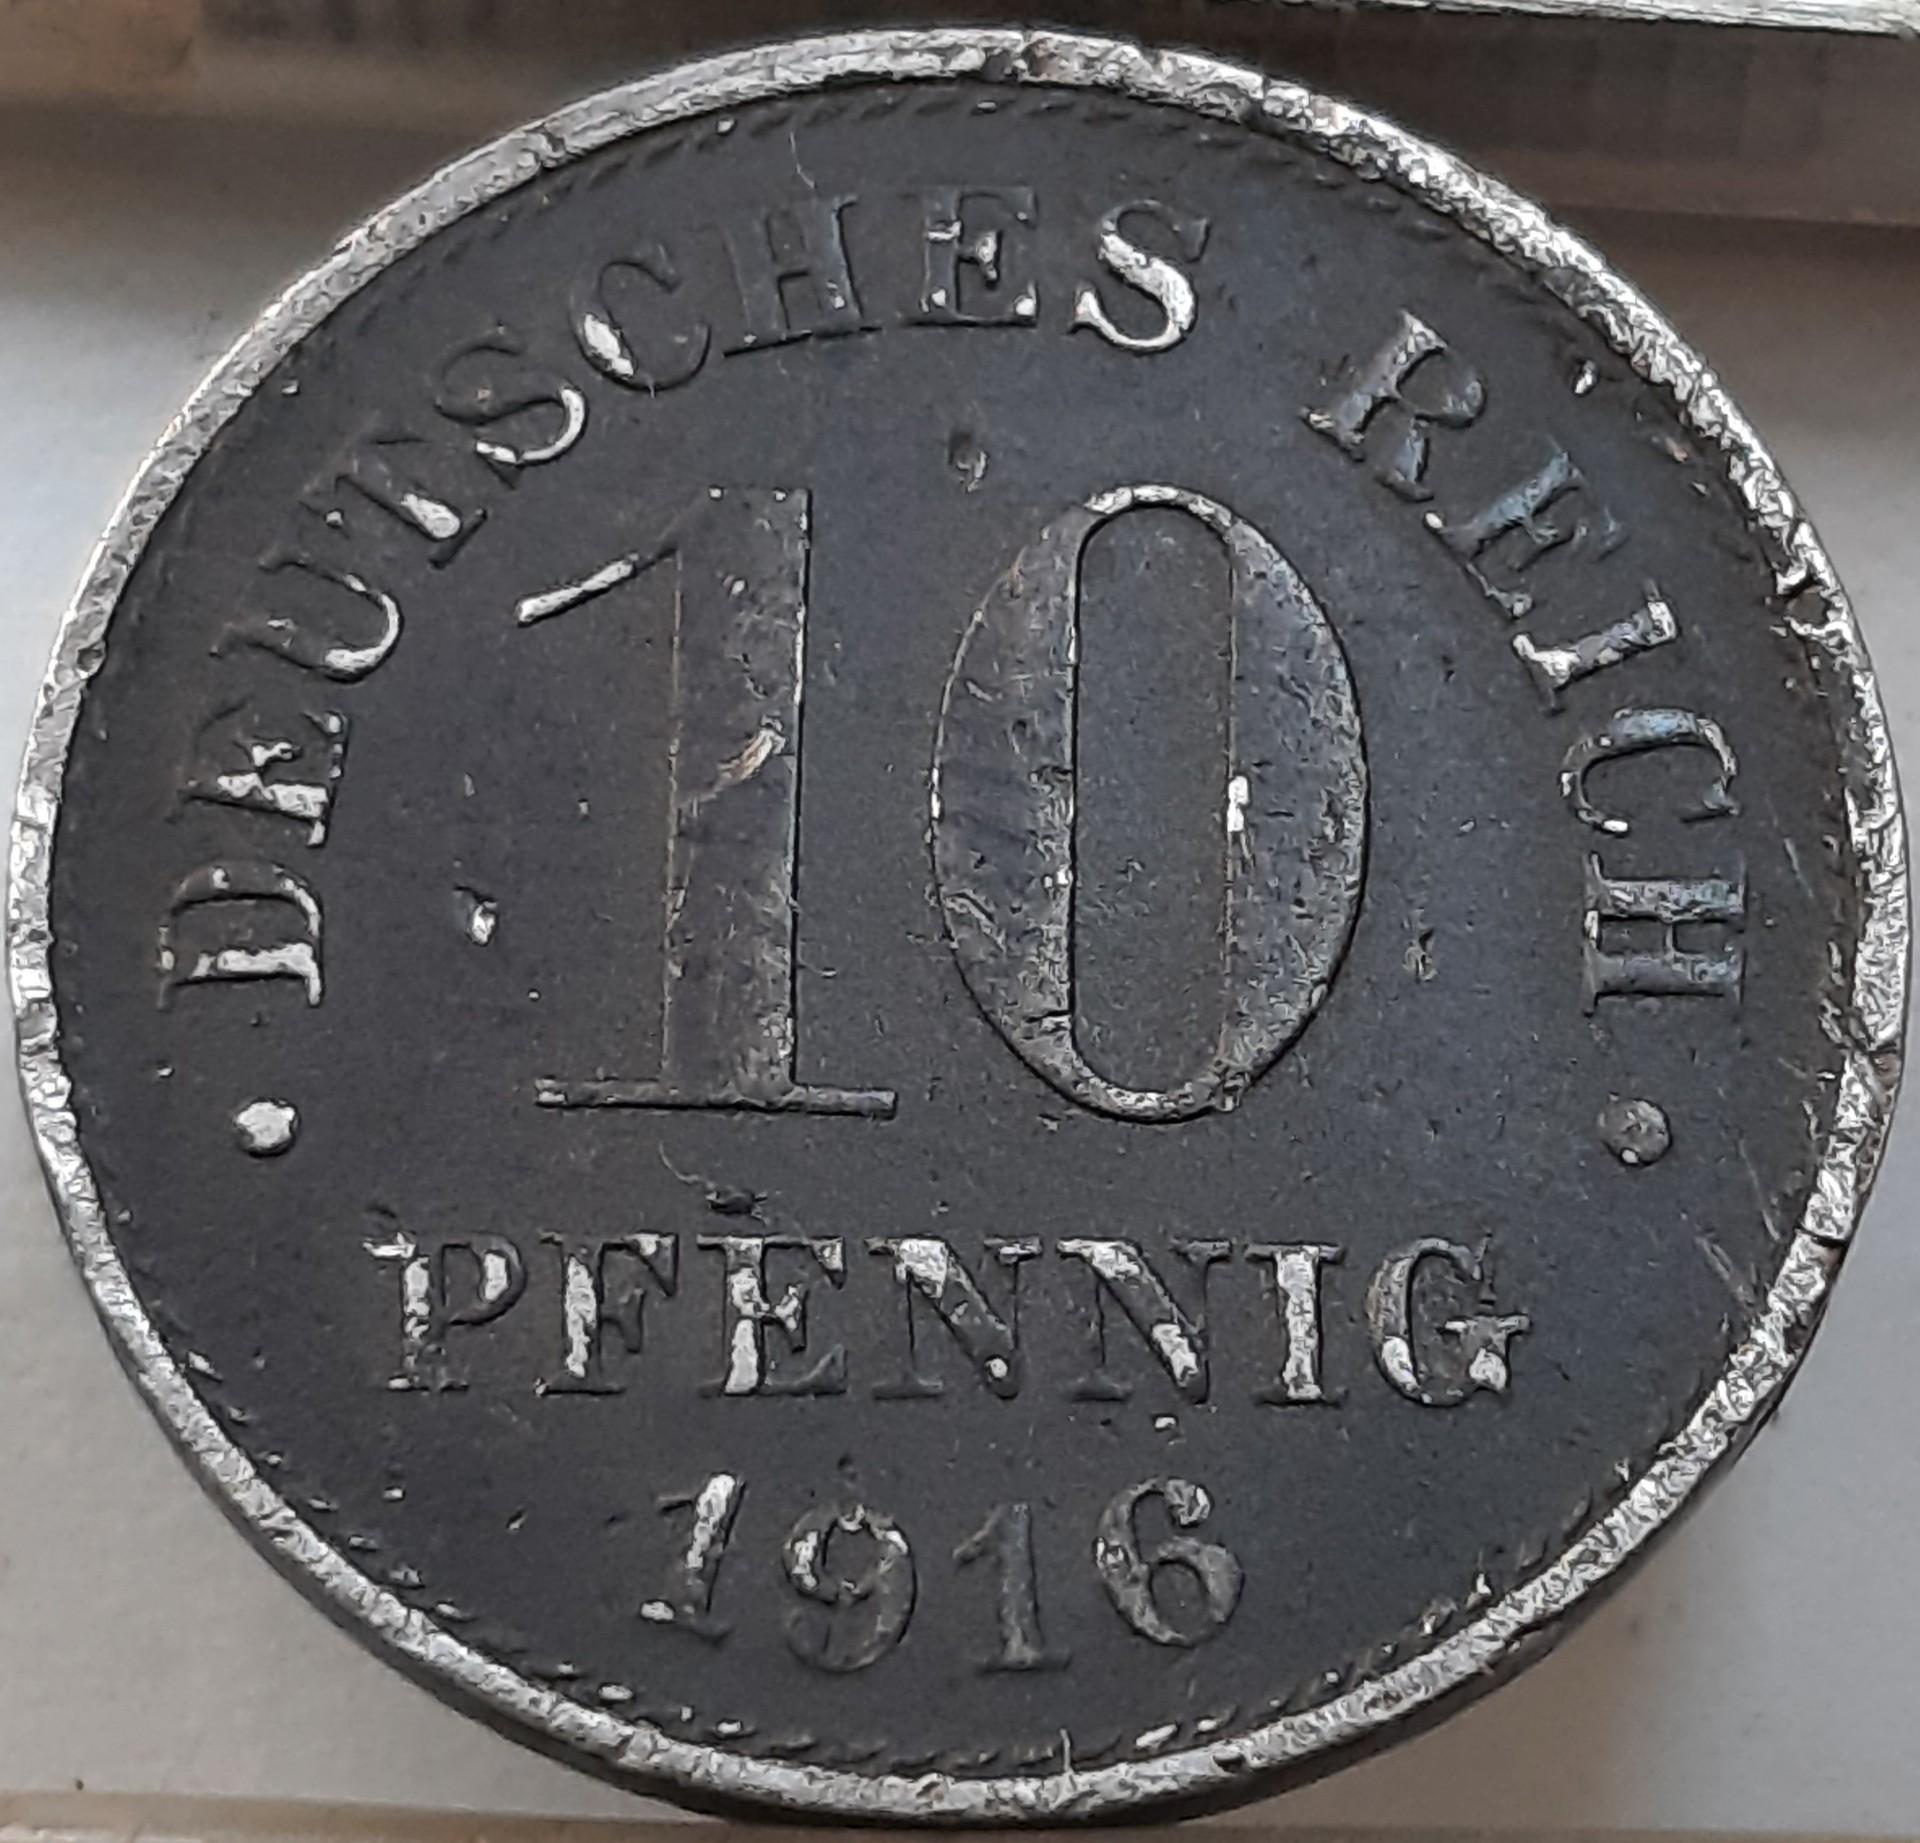 · DEUTSCHES REICH ·
10
PFENNIG
1916